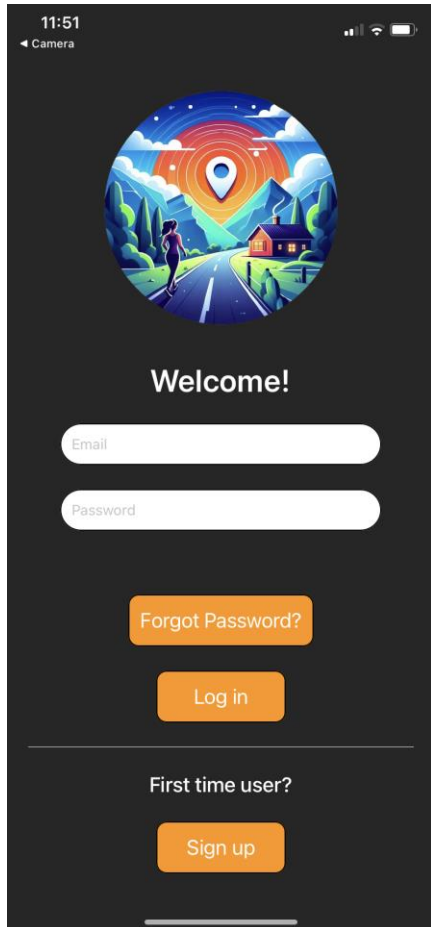 11:51
◀ Camera
Welcome!
Email
Password
Forgot Password?
Log in
First time user?
Sign up